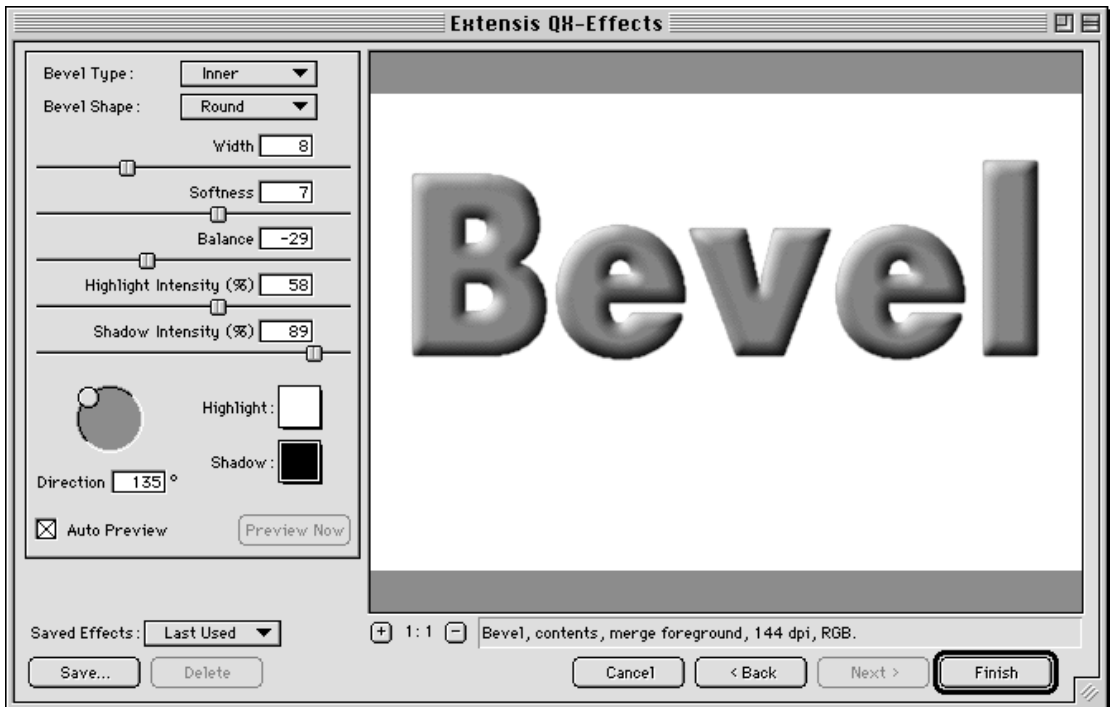 Extensis QX-Effects
Bevel Type: Inner
Bevel Shape: Round
Width 8
Softness 7
Balance -29
Highlight Intensity (%) 58
Shadow Intensity (%) 89
Highlight:
Shadow:
Direction 135 °
Auto Preview
Preview Now
Bevel
Saved Effects: Last Used
+ 1:1 − Bevel, contents, merge foreground, 144 dpi, RGB.
Save... Delete Cancel < Back Next > Finish